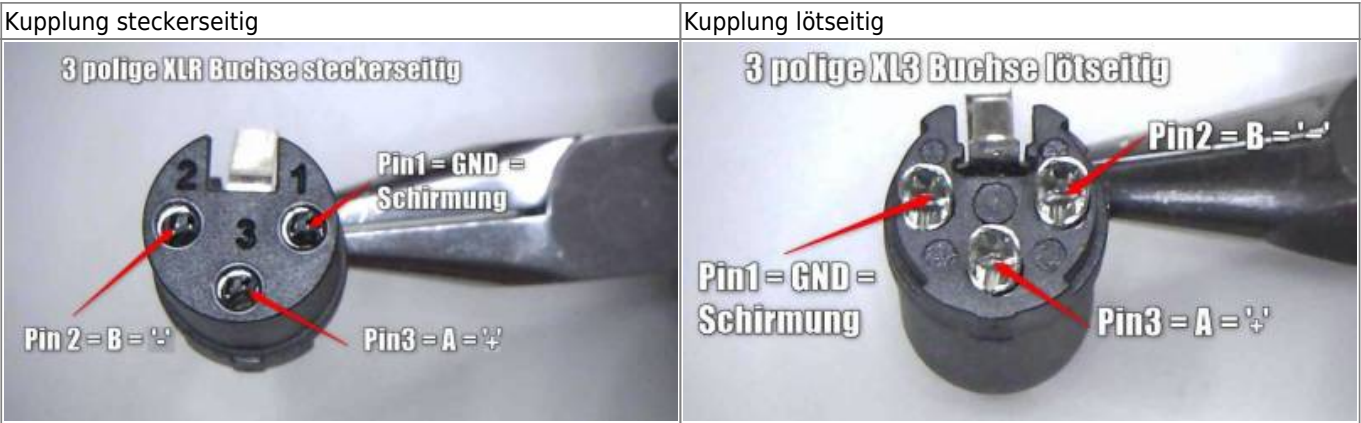 Kupplung steckerseitig
Kupplung lötseitig
3 polige XLR Buchse steckerseitig
2
1
Pin1 = GND =
Schirmung
3
Pin 2 = B = '-'
Pin3 = A = '+'
3 polige XL3 Buchse lötseitig
Pin2 = B = '-'
Pin1 = GND =
Schirmung
Pin3 = A = '+'